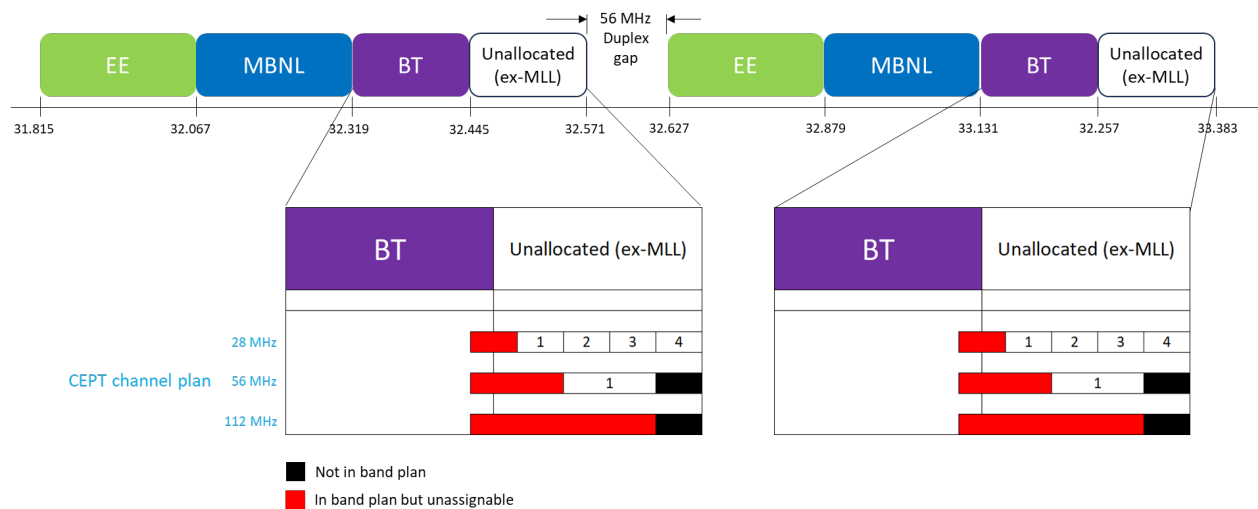 56 MHz
Duplex
gap
EE
MBNL
BT
Unallocated
(ex-MLL)
EE
MBNL
BT
Unallocated
(ex-MLL)
31.815
32.067
32.319
32.445
32.571
32.627
32.879
33.131
32.257
33.383
BT
Unallocated (ex-MLL)
BT
Unallocated (ex-MLL)
28 MHz
1
2
3
4
1
2
3
4
CEPT channel plan
56 MHz
1
1
112 MHz
Not in band plan
In band plan but unassignable